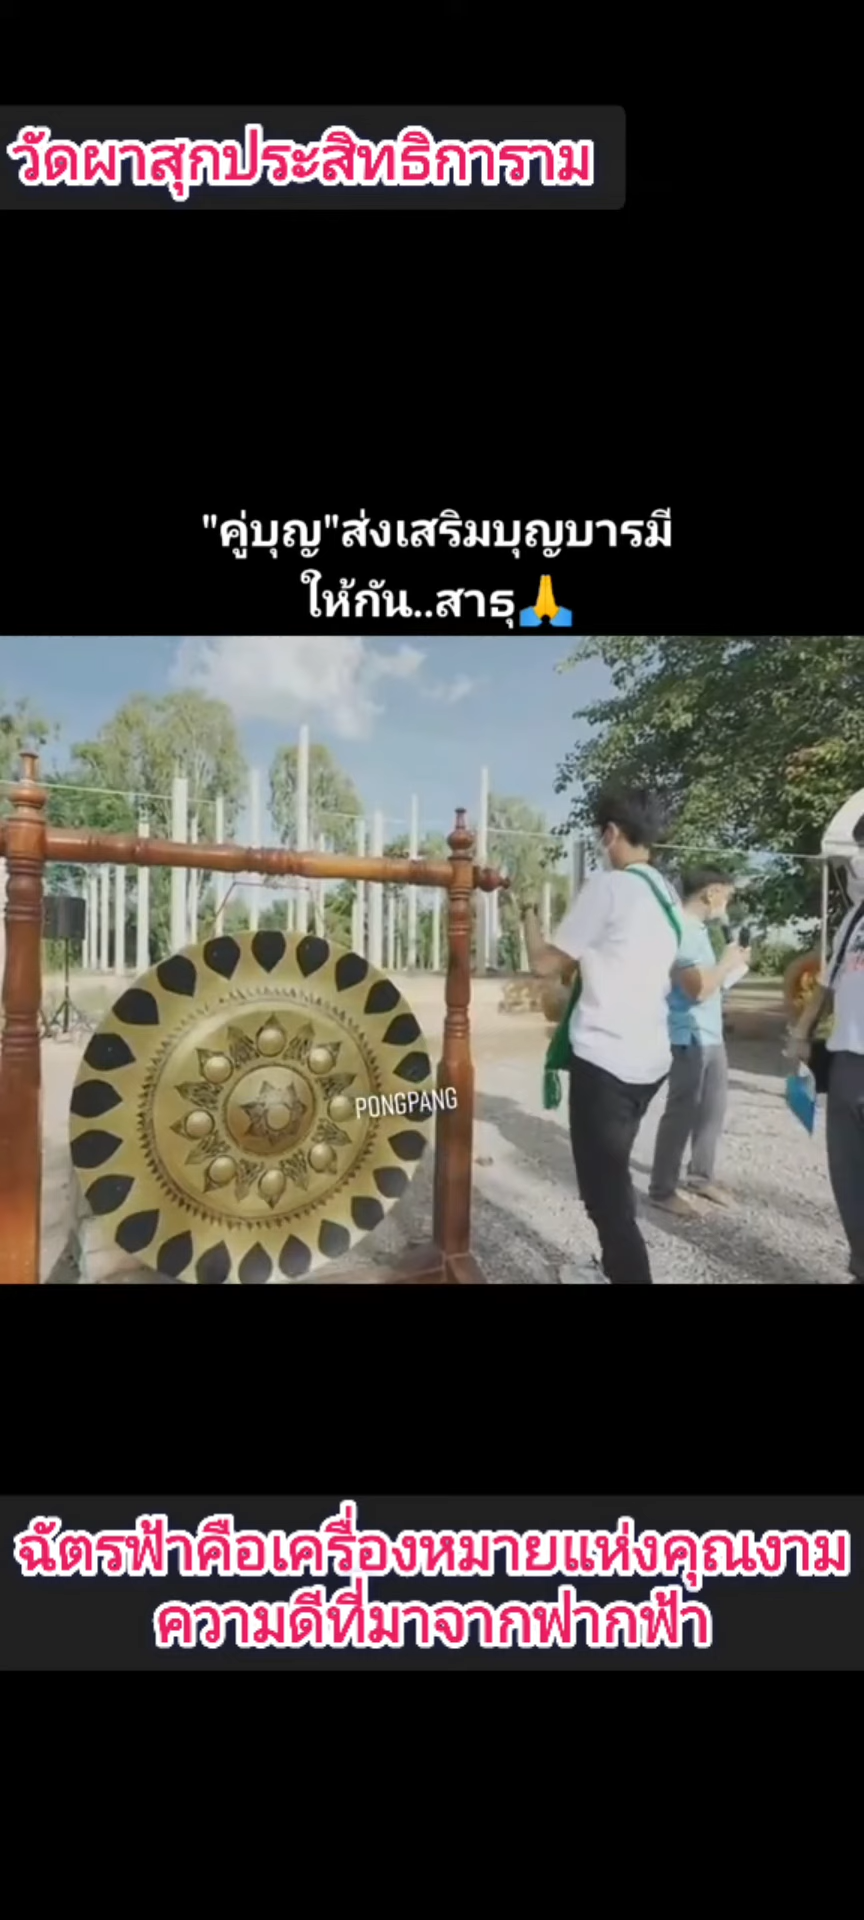 วัดผาสุกประสิทธิการาม
"คู่บุญ"ส่งเสริมบุญบารมี
ให้กัน..สาธุ🙏
PONGPANG
ฉัตรฟ้าคือเครื่องหมายแห่งคุณงาม
ความดีที่มาจากฟากฟ้า